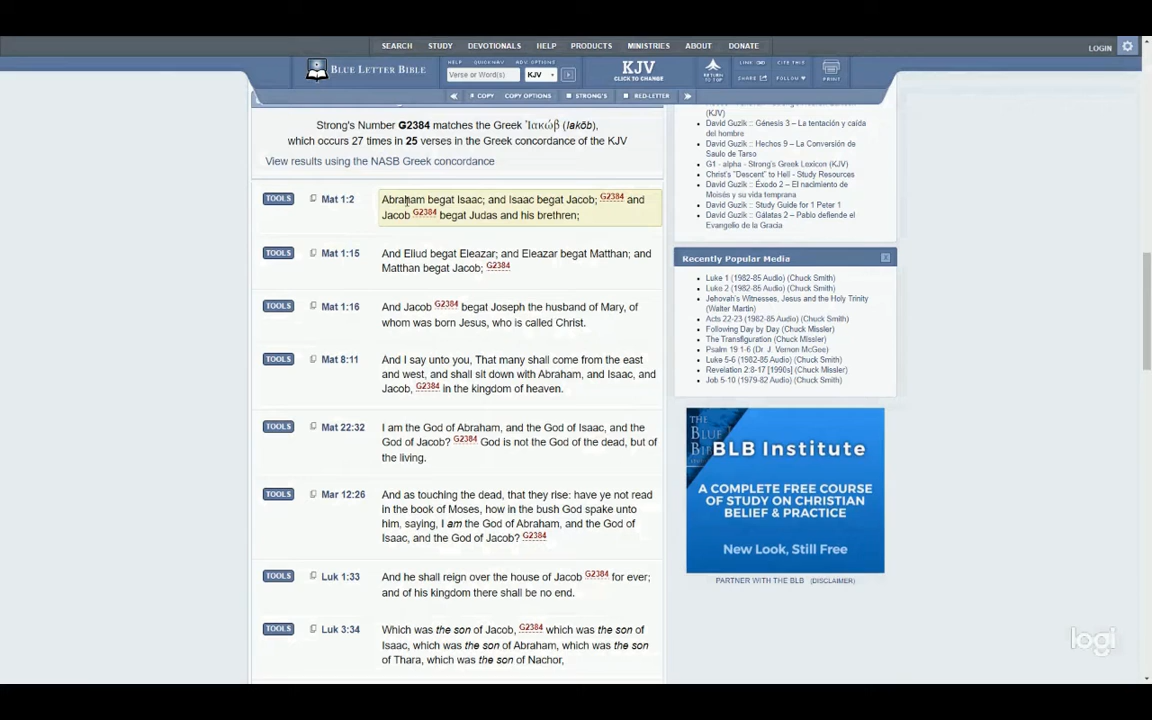 SEARCH STUDY DEVOTIONALS HELP PRODUCTS MINISTRIES ABOUT DONATE
LOGIN
BLUE LETTER BIBLE
HELP QUICKNAV ADV. OPTIONS
Verse or Word(s) KJV
KJV
CLICK TO CHANGE
RETURN TO TOP
LINK CITE THIS
SHARE FOLLOW
PRINT
COPY COPY OPTIONS STRONG'S RED-LETTER
Strong's Number G2384 matches the Greek Ἰακώβ (Iakōb),
which occurs 27 times in 25 verses in the Greek concordance of the KJV
View results using the NASB Greek concordance
TOOLS Mat 1:2 Abraham begat Isaac; and Isaac begat Jacob; G2384 and
Jacob G2384 begat Judas and his brethren;
TOOLS Mat 1:15 And Eliud begat Eleazar; and Eleazar begat Matthan; and
Matthan begat Jacob; G2384
TOOLS Mat 1:16 And Jacob G2384 begat Joseph the husband of Mary, of
whom was born Jesus, who is called Christ.
TOOLS Mat 8:11 And I say unto you, That many shall come from the east
and west, and shall sit down with Abraham, and Isaac, and
Jacob, G2384 in the kingdom of heaven.
TOOLS Mat 22:32 I am the God of Abraham, and the God of Isaac, and the
God of Jacob? G2384 God is not the God of the dead, but of
the living.
TOOLS Mar 12:26 And as touching the dead, that they rise: have ye not read
in the book of Moses, how in the bush God spake unto
him, saying, I am the God of Abraham, and the God of
Isaac, and the God of Jacob? G2384
TOOLS Luk 1:33 And he shall reign over the house of Jacob G2384 for ever;
and of his kingdom there shall be no end.
TOOLS Luk 3:34 Which was the son of Jacob, G2384 which was the son of
Isaac, which was the son of Abraham, which was the son
of Thara, which was the son of Nachor,
(KJV)
David Guzik :: Génesis 3 – La tentación y caída
del hombre
David Guzik :: Hechos 9 – La Conversión de
Saulo de Tarso
G1 - alpha - Strong's Greek Lexicon (KJV)
Christ's "Descent" to Hell - Study Resources
David Guzik :: Éxodo 2 – El nacimiento de
Moisés y su vida temprana
David Guzik :: Study Guide for 1 Peter 1
David Guzik :: Gálatas 2 – Pablo defiende el
Evangelio de la Gracia
Recently Popular Media
Luke 1 (1982-85 Audio) (Chuck Smith)
Luke 2 (1982-85 Audio) (Chuck Smith)
Jehovah's Witnesses, Jesus and the Holy Trinity
(Walter Martin)
Acts 22-23 (1982-85 Audio) (Chuck Smith)
Following Day by Day (Chuck Missler)
The Transfiguration (Chuck Missler)
Psalm 19 1-6 (Dr. J. Vernon McGee)
Luke 5-6 (1982-85 Audio) (Chuck Smith)
Revelation 2:8-17 [1990s] (Chuck Missler)
Job 5-10 (1979-82 Audio) (Chuck Smith)
BLB Institute
A COMPLETE FREE COURSE
OF STUDY ON CHRISTIAN
BELIEF & PRACTICE
New Look, Still Free
PARTNER WITH THE BLB (DISCLAIMER)
logi